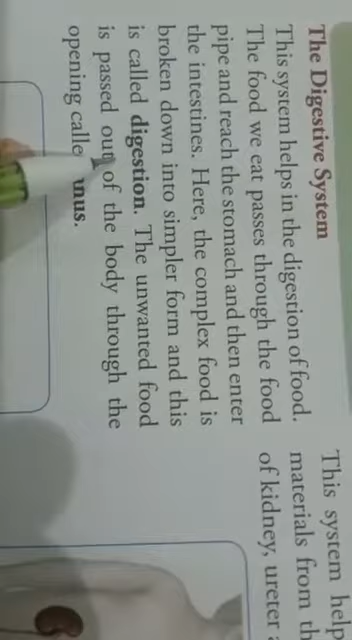 The Digestive System
This system helps in the digestion of food.
The food we eat passes through the food
pipe and reach the stomach and then enter
the intestines. Here, the complex food is
broken down into simpler form and this
is called digestion. The unwanted food
is passed out of the body through the
opening calle nus.
This system help
materials from th
of kidney, ureter